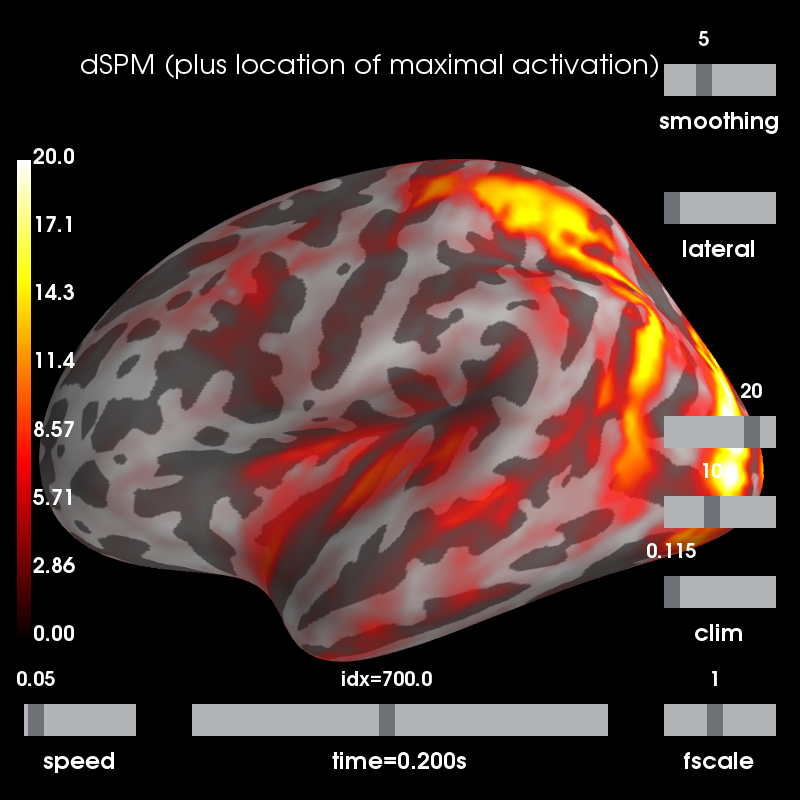 dSPM (plus location of maximal activation)
5
smoothing
lateral
20.0
17.1
14.3
11.4
8.57
5.71
2.86
0.00
20
0.115
clim
0.05
speed
idx=700.0
time=0.200s
1
fscale